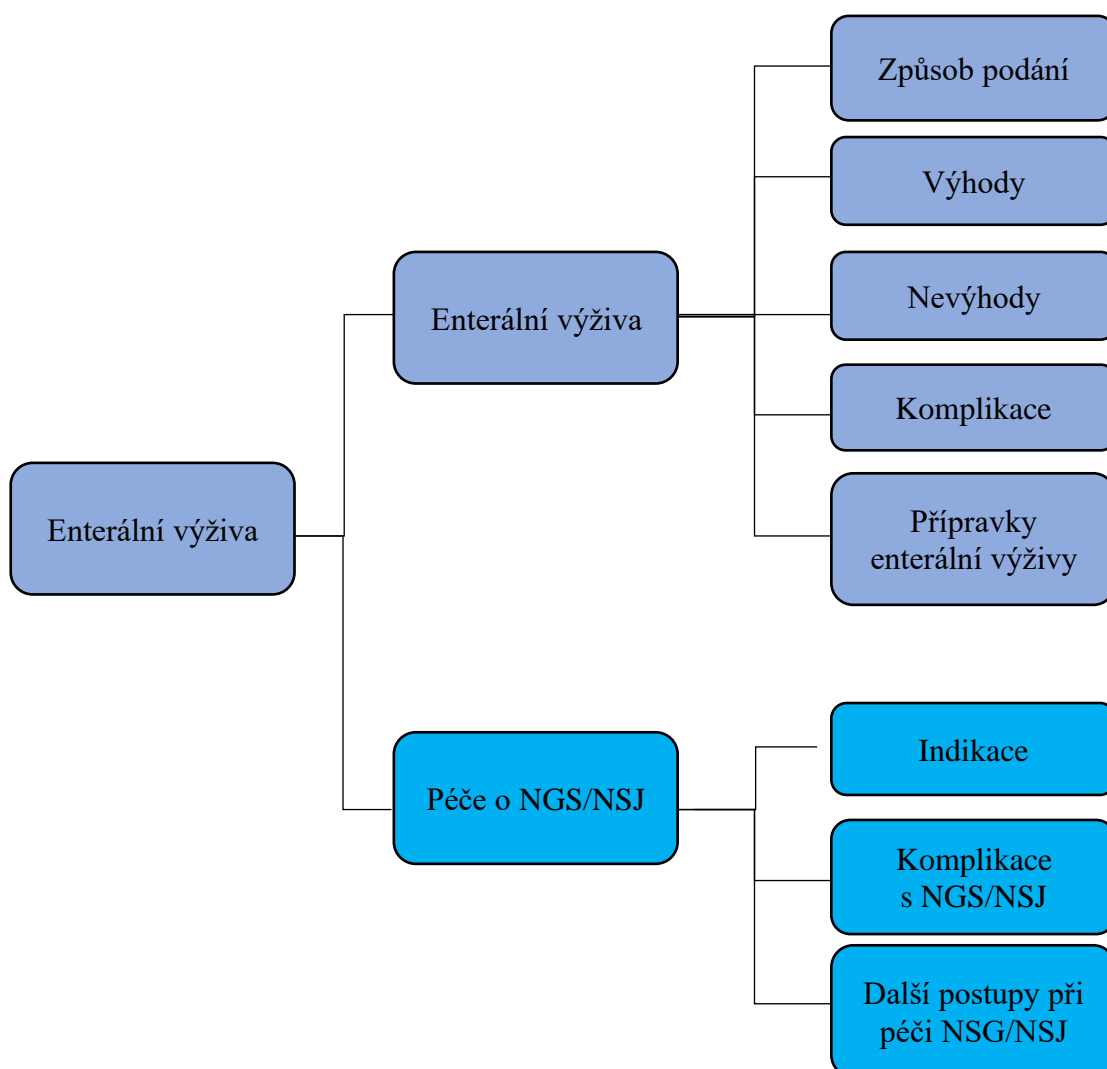 Způsob podání
Výhody
Nevýhody
Enterální výživa
Komplikace
Enterální výživa
Přípravky
enterální výživy
Péče o NGS/NSJ
Indikace
Komplikace
s NGS/NSJ
Další postupy při
péči NSG/NSJ